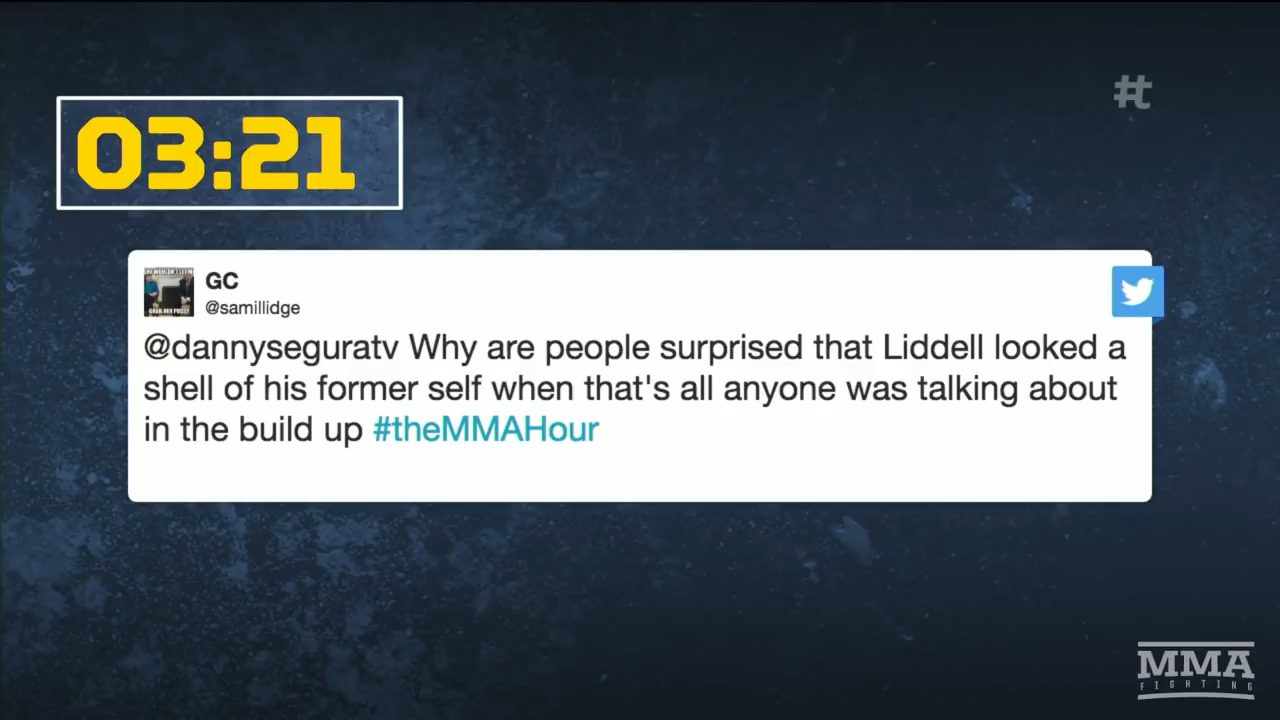 03:21
GC
@samillidge
@dannyseguratv Why are people surprised that Liddell looked a
shell of his former self when that's all anyone was talking about
in the build up #theMMAHour
MMA
FIGHTING